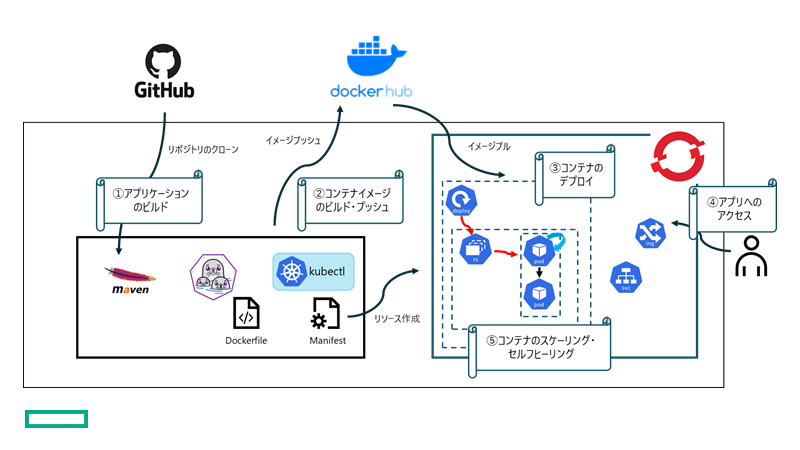 GitHub
docker hub
リポジトリのクローン
イメージプッシュ
イメージプル
①アプリケーション
のビルド
②コンテナイメージ
のビルド・プッシュ
③コンテナの
デプロイ
④アプリへの
アクセス
deploy
rs
pod
pod
ing
svc
maven
kubectl
Dockerfile
Manifest
リソース作成
⑤コンテナのスケーリング・
セルフヒーリング